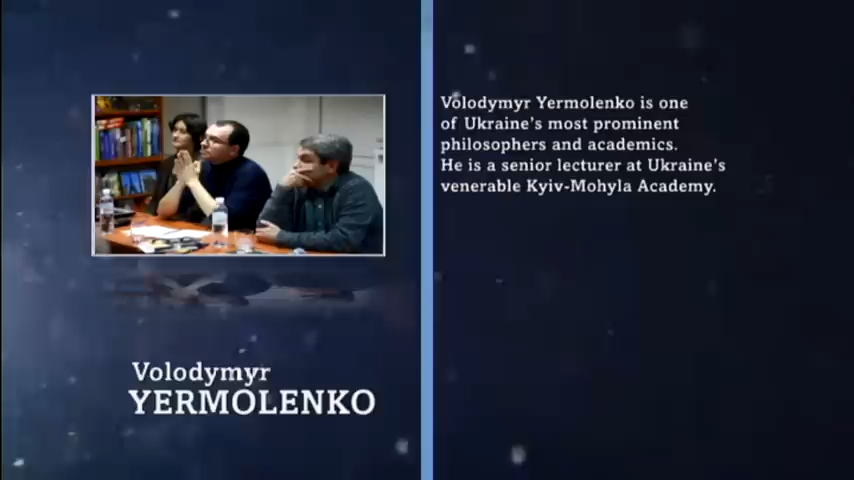 Volodymyr
YERMOLENKO
Volodymyr Yermolenko is one
of Ukraine's most prominent
philosophers and academics.
He is a senior lecturer at Ukraine's
venerable Kyiv-Mohyla Academy.